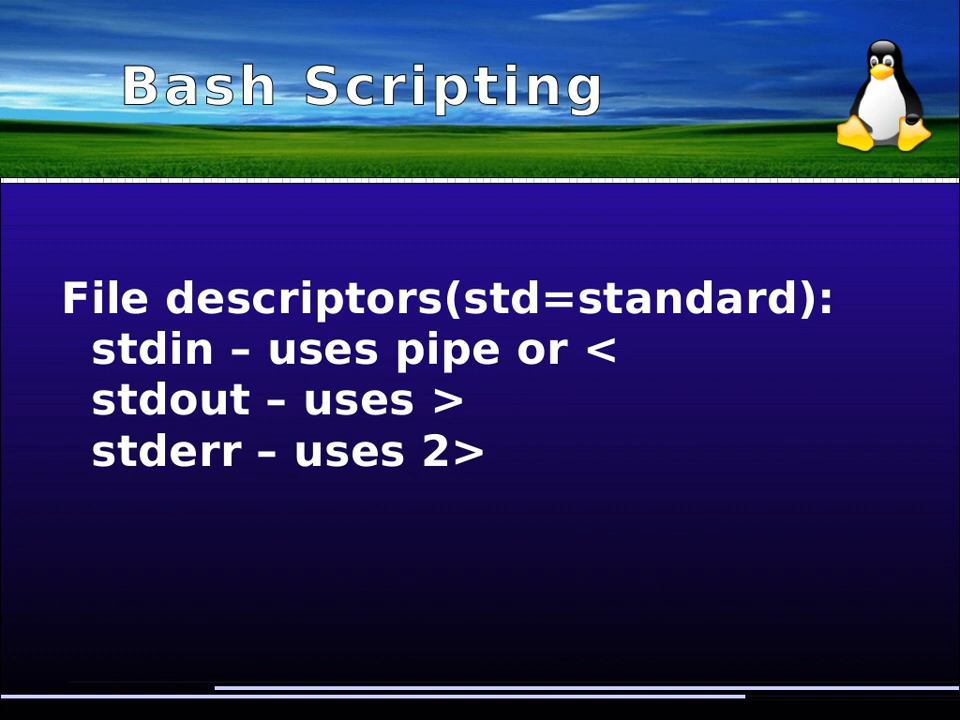 Bash Scripting
File descriptors(std=standard):
stdin – uses pipe or <
stdout – uses >
stderr – uses 2>